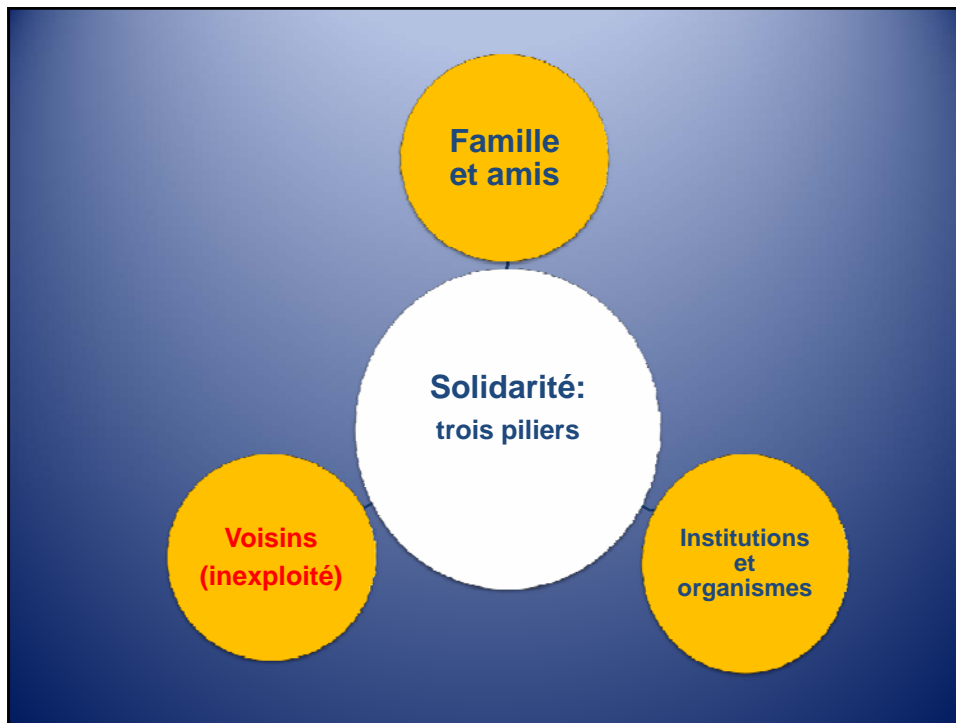 Famille
et amis
Solidarité:
trois piliers
Voisins
(inexploité)
Institutions
et
organismes